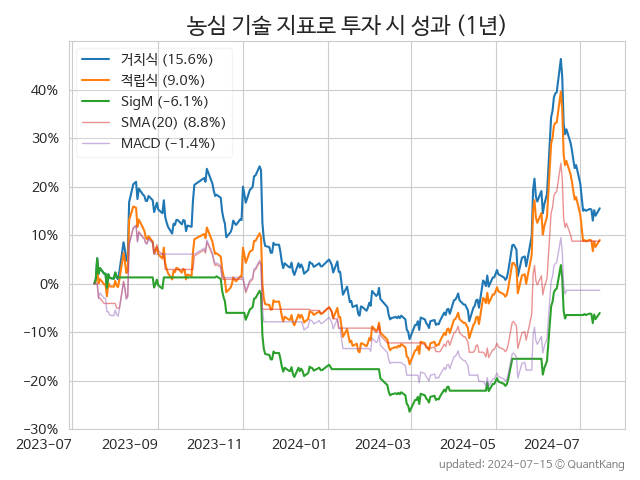 농심 기술 지표로 투자 시 성과 (1년)
거치식 (15.6%)
적립식 (9.0%)
SigM (−6.1%)
SMA(20) (8.8%)
MACD (−1.4%)
40%
30%
20%
10%
0%
−10%
−20%
−30%
2023-07 2023-09 2023-11 2024-01 2024-03 2024-05 2024-07
updated: 2024-07-15 © QuantKang